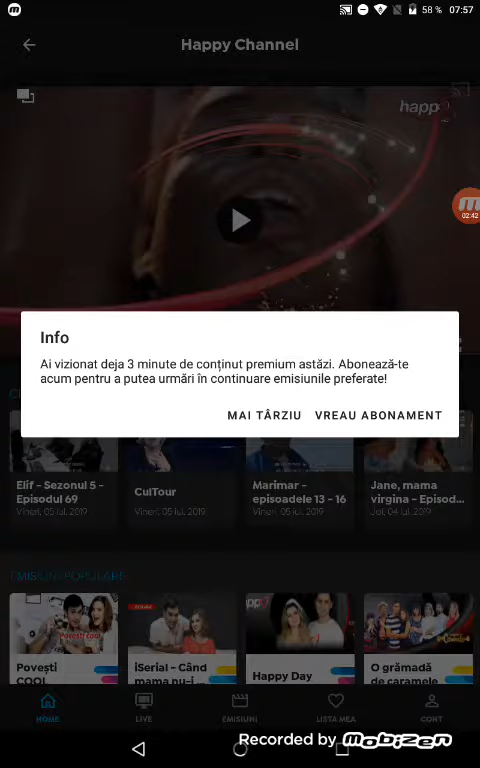 58 % 07:57
Happy Channel
happy
02:42
Info
Ai vizionat deja 3 minute de conținut premium astăzi. Abonează-te
acum pentru a putea urmări în continuare emisiunile preferate!
MAI TÂRZIU VREAU ABONAMENT
Elif - Sezonul 5 -
Episodul 69
Vineri, 05 iul. 2019
CulTour
Vineri, 05 iul. 2019
Marimar -
episoadele 13 - 16
Vineri, 05 iul. 2019
Jane, mama
virgina - Episod...
Joi, 04 iul. 2019
EMISIUNI POPULARE
Povești cool
Povești
COOL
iSerial - Când
mama nu-i ...
happy
Happy Day
O grămadă
de caramele
HOME LIVE EMISIUNI LISTA MEA CONT
Recorded by Mobizen